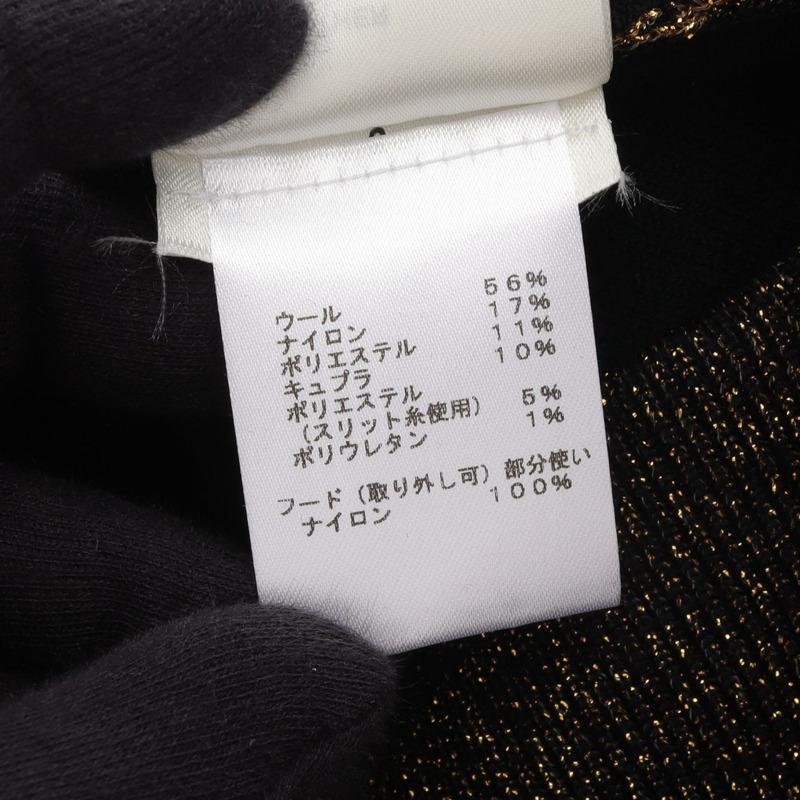 ウール 56%
ナイロン 17%
ポリエステル 11%
キュプラ 10%
ポリエステル
(スリット糸使用) 5%
ポリウレタン 1%
フード(取り外し可)部分使い
ナイロン 100%